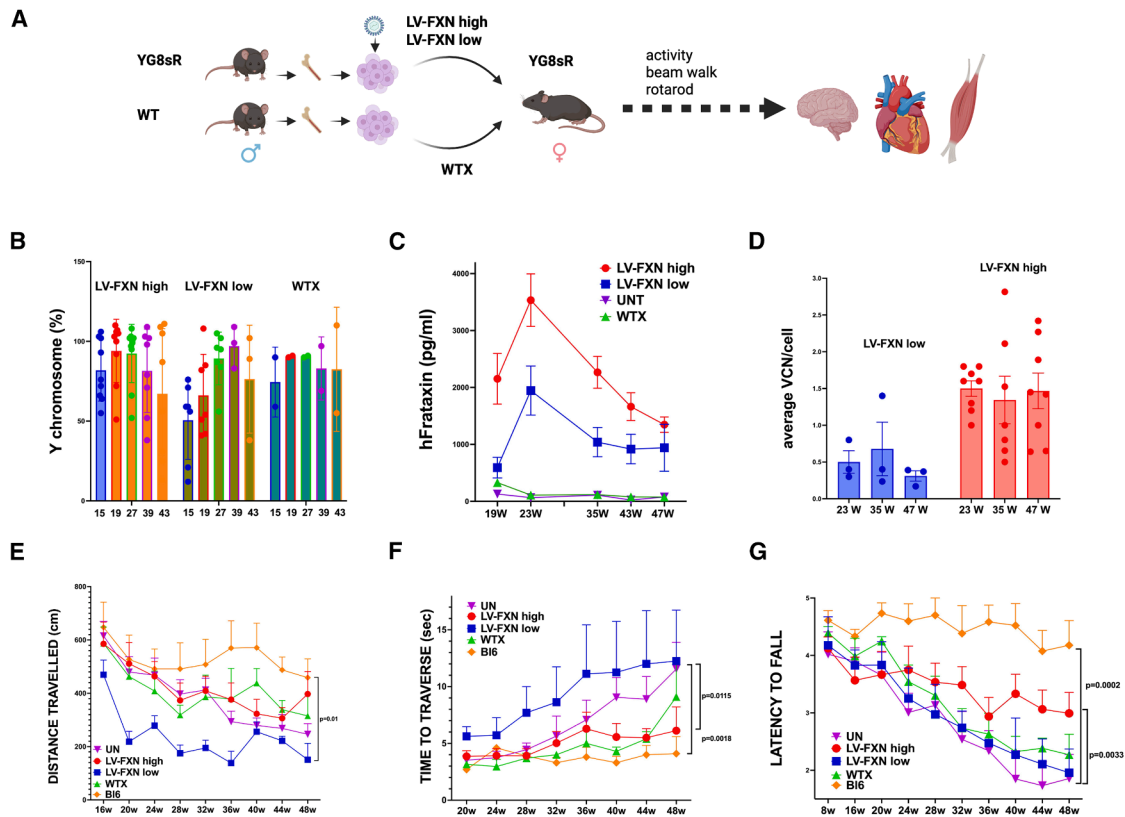 A
LV-FXN high
LV-FXN low
YG8sR
YG8sR
WT
WTX
activity
beam walk
rotarod
B
Y chromosome (%)
150
100
50
0
LV-FXN high
LV-FXN low
WTX
15 19 27 39 43
15 19 27 39 43
15 19 27 39 43
C
hFrataxin (pg/ml)
4000
3000
2000
1000
0
LV-FXN high
LV-FXN low
UNT
WTX
19W 23W 35W 43W 47W
D
average VCN/cell
3.0
2.5
2.0
1.5
1.0
0.5
0.0
LV-FXN high
LV-FXN low
23 W 35 W 47 W
23 W 35 W 47 W
E
DISTANCE TRAVELLED (cm)
800
600
400
200
0
UN
LV-FXN high
LV-FXN low
WTX
BI6
p=0.01
16w 20w 24w 28w 32w 36w 40w 44w 48w
F
TIME TO TRAVERSE (sec)
15
10
5
0
UN
LV-FXN high
LV-FXN low
WTX
BI6
p=0.0115
p=0.0018
20w 24w 28w 32w 36w 40w 44w 48w
G
LATENCY TO FALL
5
4
3
2
UN
LV-FXN high
LV-FXN low
WTX
BI6
p=0.0002
p=0.0033
8w 16w 20w 24w 28w 32w 36w 40w 44w 48w